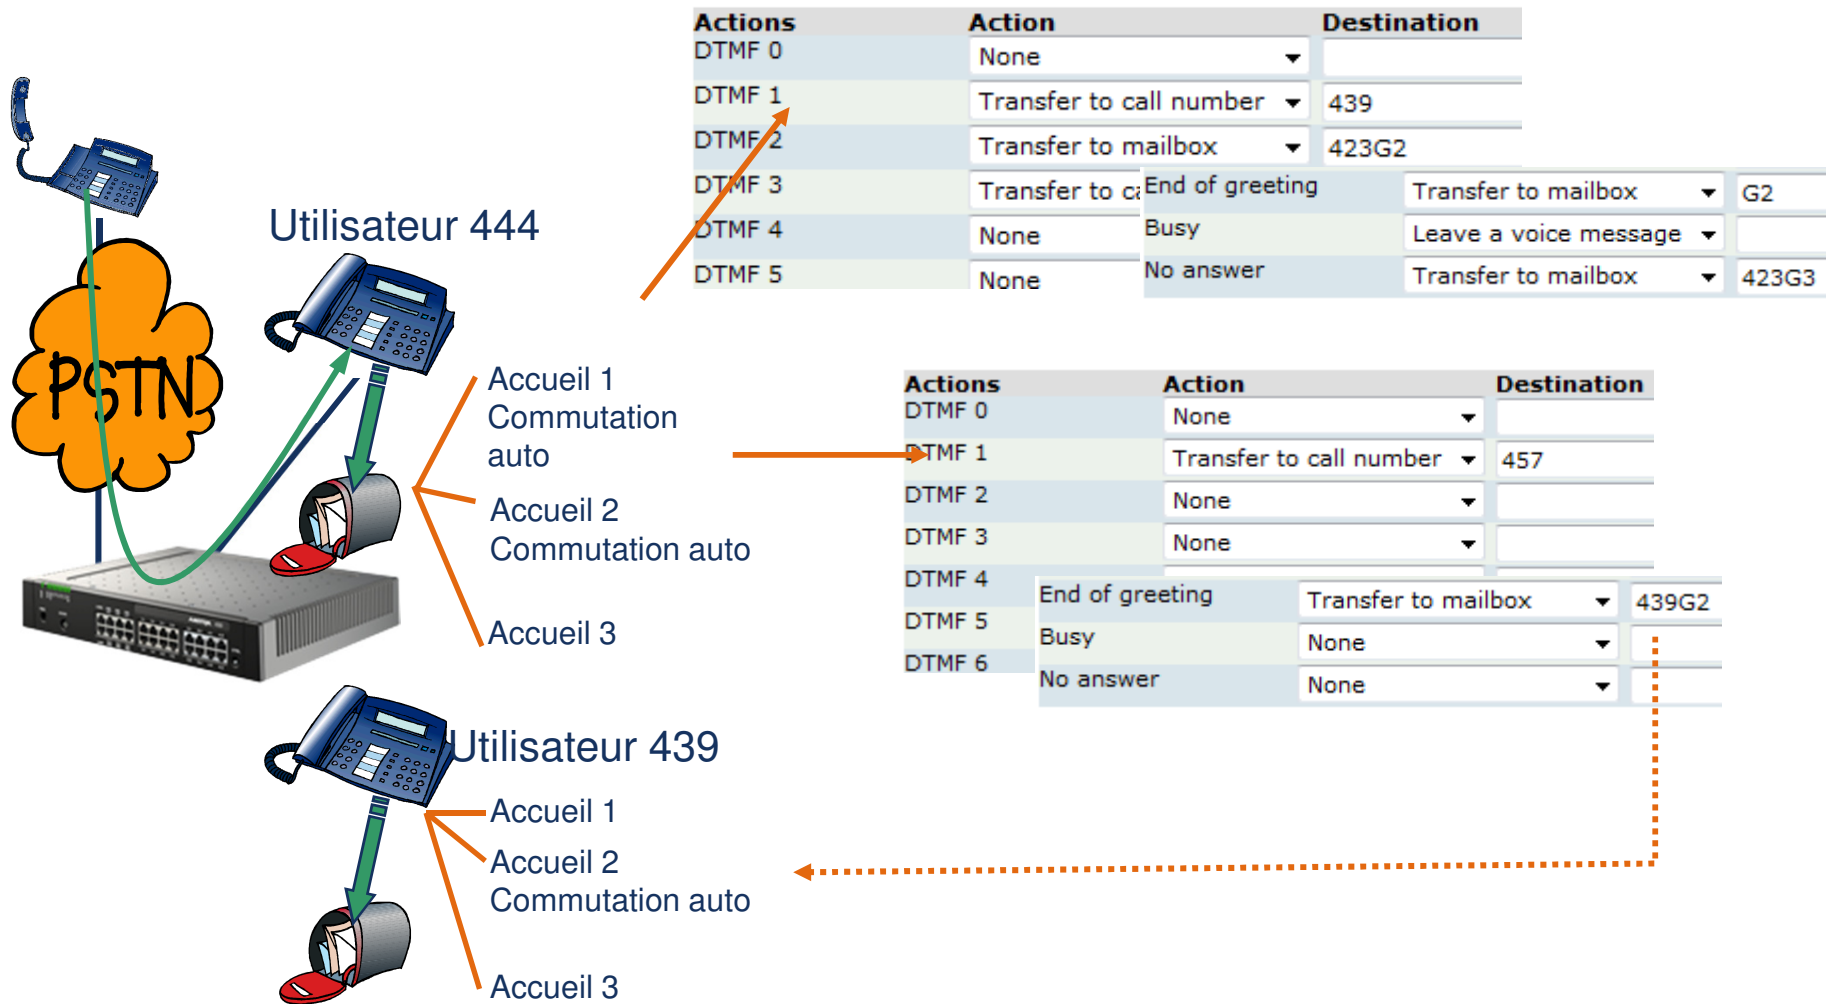 Actions Action Destination
DTMF 0 None
DTMF 1 Transfer to call number 439
DTMF 2 Transfer to mailbox 423G2
DTMF 3 Transfer to ca
DTMF 4 None
DTMF 5 None
End of greeting Transfer to mailbox G2
Busy Leave a voice message
No answer Transfer to mailbox 423G3
Utilisateur 444
PSTN
Accueil 1
Commutation
auto
Accueil 2
Commutation auto
Accueil 3
Actions Action Destination
DTMF 0 None
DTMF 1 Transfer to call number 457
DTMF 2 None
DTMF 3 None
DTMF 4
DTMF 5
DTMF 6
End of greeting Transfer to mailbox 439G2
Busy None
No answer None
Utilisateur 439
Accueil 1
Accueil 2
Commutation auto
Accueil 3